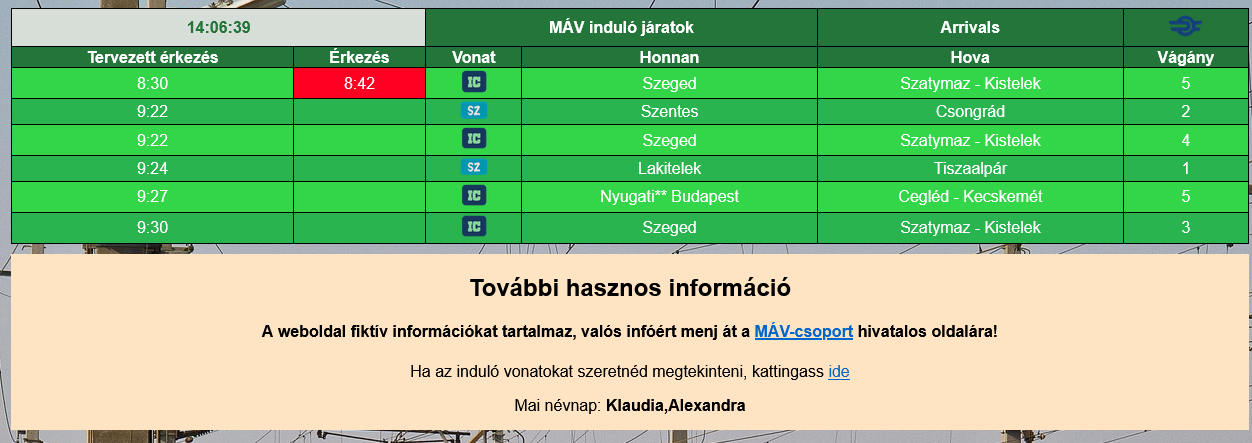 14:06:39 MÁV induló járatok Arrivals
Tervezett érkezés Érkezés Vonat Honnan Hova Vágány
8:30 8:42 IC Szeged Szatymaz - Kistelek 5
9:22 SZ Szentes Csongrád 2
9:22 IC Szeged Szatymaz - Kistelek 4
9:24 SZ Lakitelek Tiszaalpár 1
9:27 IC Nyugati** Budapest Cegléd - Kecskemét 5
9:30 IC Szeged Szatymaz - Kistelek 3
További hasznos információ
A weboldal fiktív információkat tartalmaz, valós infóért menj át a MÁV-csoport hivatalos oldalára!
Ha az induló vonatokat szeretnéd megtekinteni, kattingass ide
Mai névnap: Klaudia,Alexandra